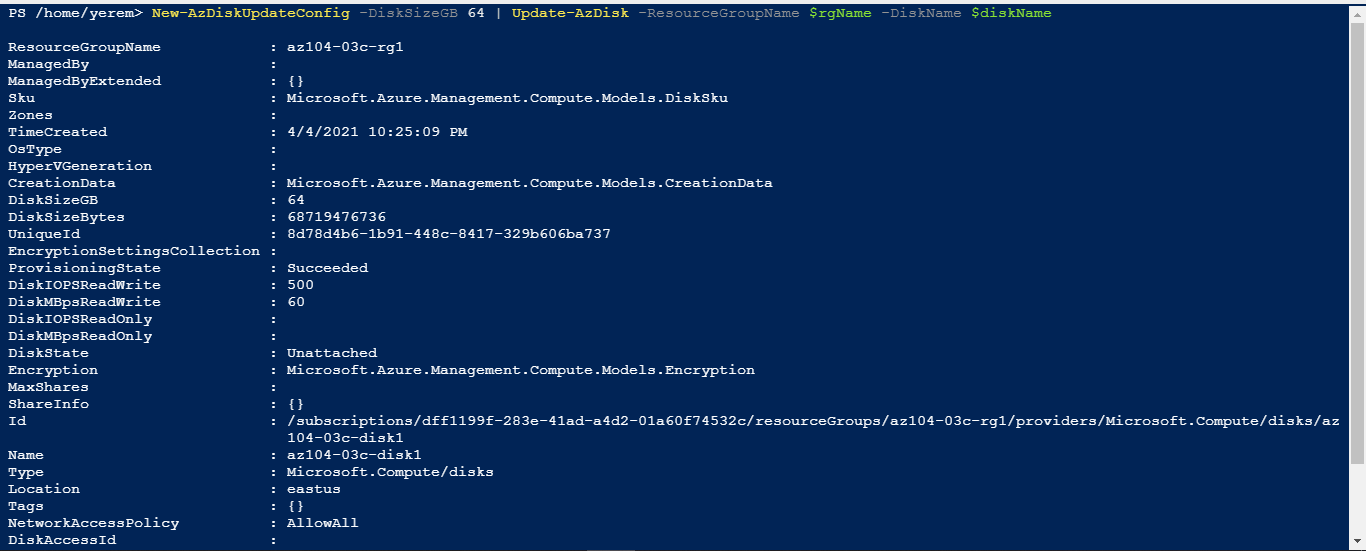 PS /home/yerem> New-AzDiskUpdateConfig -DiskSizeGB 64 | Update-AzDisk -ResourceGroupName $rgName -DiskName $diskName
ResourceGroupName : az104-03c-rg1
ManagedBy :
ManagedByExtended : {}
Sku : Microsoft.Azure.Management.Compute.Models.DiskSku
Zones :
TimeCreated : 4/4/2021 10:25:09 PM
OsType :
HyperVGeneration :
CreationData : Microsoft.Azure.Management.Compute.Models.CreationData
DiskSizeGB : 64
DiskSizeBytes : 68719476736
UniqueId : 8d78d4b6-1b91-448c-8417-329b606ba737
EncryptionSettingsCollection :
ProvisioningState : Succeeded
DiskIOPSReadWrite : 500
DiskMBpsReadWrite : 60
DiskIOPSReadOnly :
DiskMBpsReadOnly :
DiskState : Unattached
Encryption : Microsoft.Azure.Management.Compute.Models.Encryption
MaxShares :
ShareInfo : {}
Id : /subscriptions/dff1199f-283e-41ad-a4d2-01a60f74532c/resourceGroups/az104-03c-rg1/providers/Microsoft.Compute/disks/az
104-03c-disk1
Name : az104-03c-disk1
Type : Microsoft.Compute/disks
Location : eastus
Tags : {}
NetworkAccessPolicy : AllowAll
DiskAccessId :